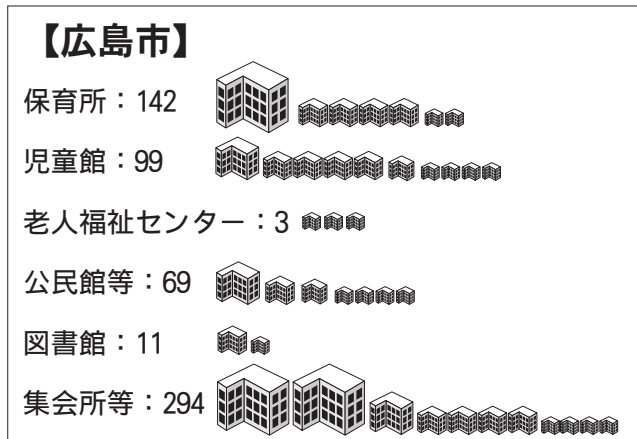 【広島市】
保育所：142
児童館：99
老人福祉センター：3
公民館等：69
図書館：11
集会所等：294